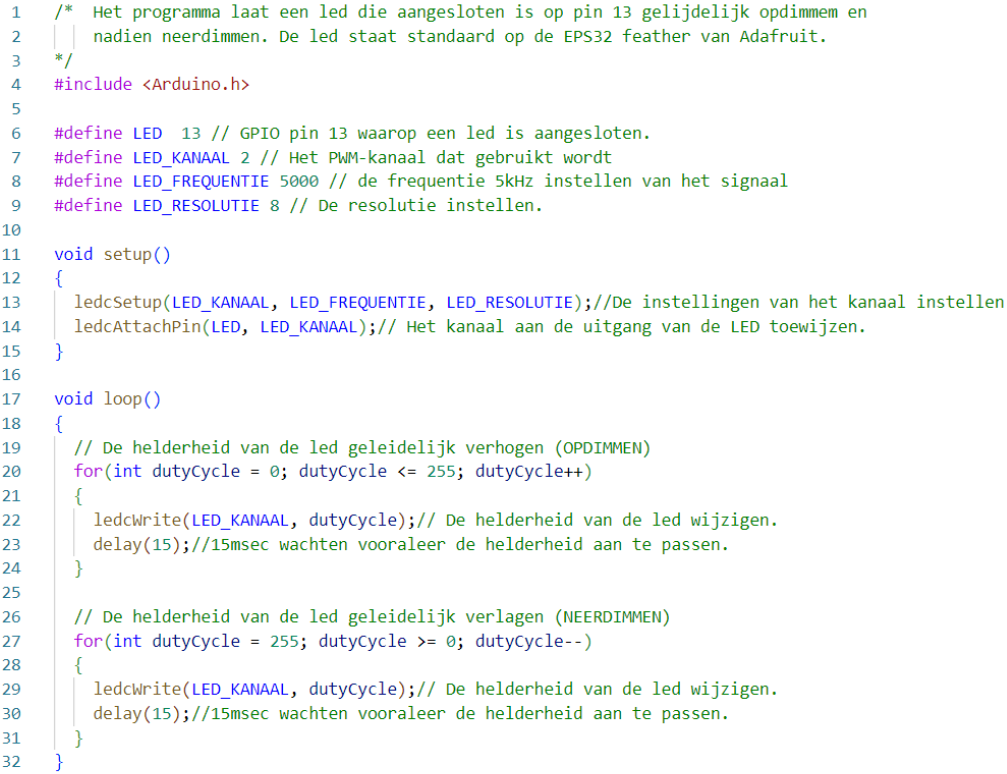 1 /* Het programma laat een led die aangesloten is op pin 13 gelijdelijk opdimmem en
2 nadien neerdimmen. De led staat standaard op de EPS32 feather van Adafruit.
3 */
4 #include <Arduino.h>
5
6 #define LED  13 // GPIO pin 13 waarop een led is aangesloten.
7 #define LED_KANAAL 2 // Het PWM-kanaal dat gebruikt wordt
8 #define LED_FREQUENTIE 5000 // de frequentie 5kHz instellen van het signaal
9 #define LED_RESOLUTIE 8 // De resolutie instellen.
10
11 void setup()
12 {
13   ledcSetup(LED_KANAAL, LED_FREQUENTIE, LED_RESOLUTIE);//De instellingen van het kanaal instellen
14   ledcAttachPin(LED, LED_KANAAL);// Het kanaal aan de uitgang van de LED toewijzen.
15 }
16
17 void loop()
18 {
19   // De helderheid van de led geleidelijk verhogen (OPDIMMEN)
20   for(int dutyCycle = 0; dutyCycle <= 255; dutyCycle++)
21   {
22     ledcWrite(LED_KANAAL, dutyCycle);// De helderheid van de led wijzigen.
23     delay(15);//15msec wachten vooraleer de helderheid aan te passen.
24   }
25
26   // De helderheid van de led geleidelijk verlagen (NEERDIMMEN)
27   for(int dutyCycle = 255; dutyCycle >= 0; dutyCycle--)
28   {
29     ledcWrite(LED_KANAAL, dutyCycle);// De helderheid van de led wijzigen.
30     delay(15);//15msec wachten vooraleer de helderheid aan te passen.
31   }
32 }